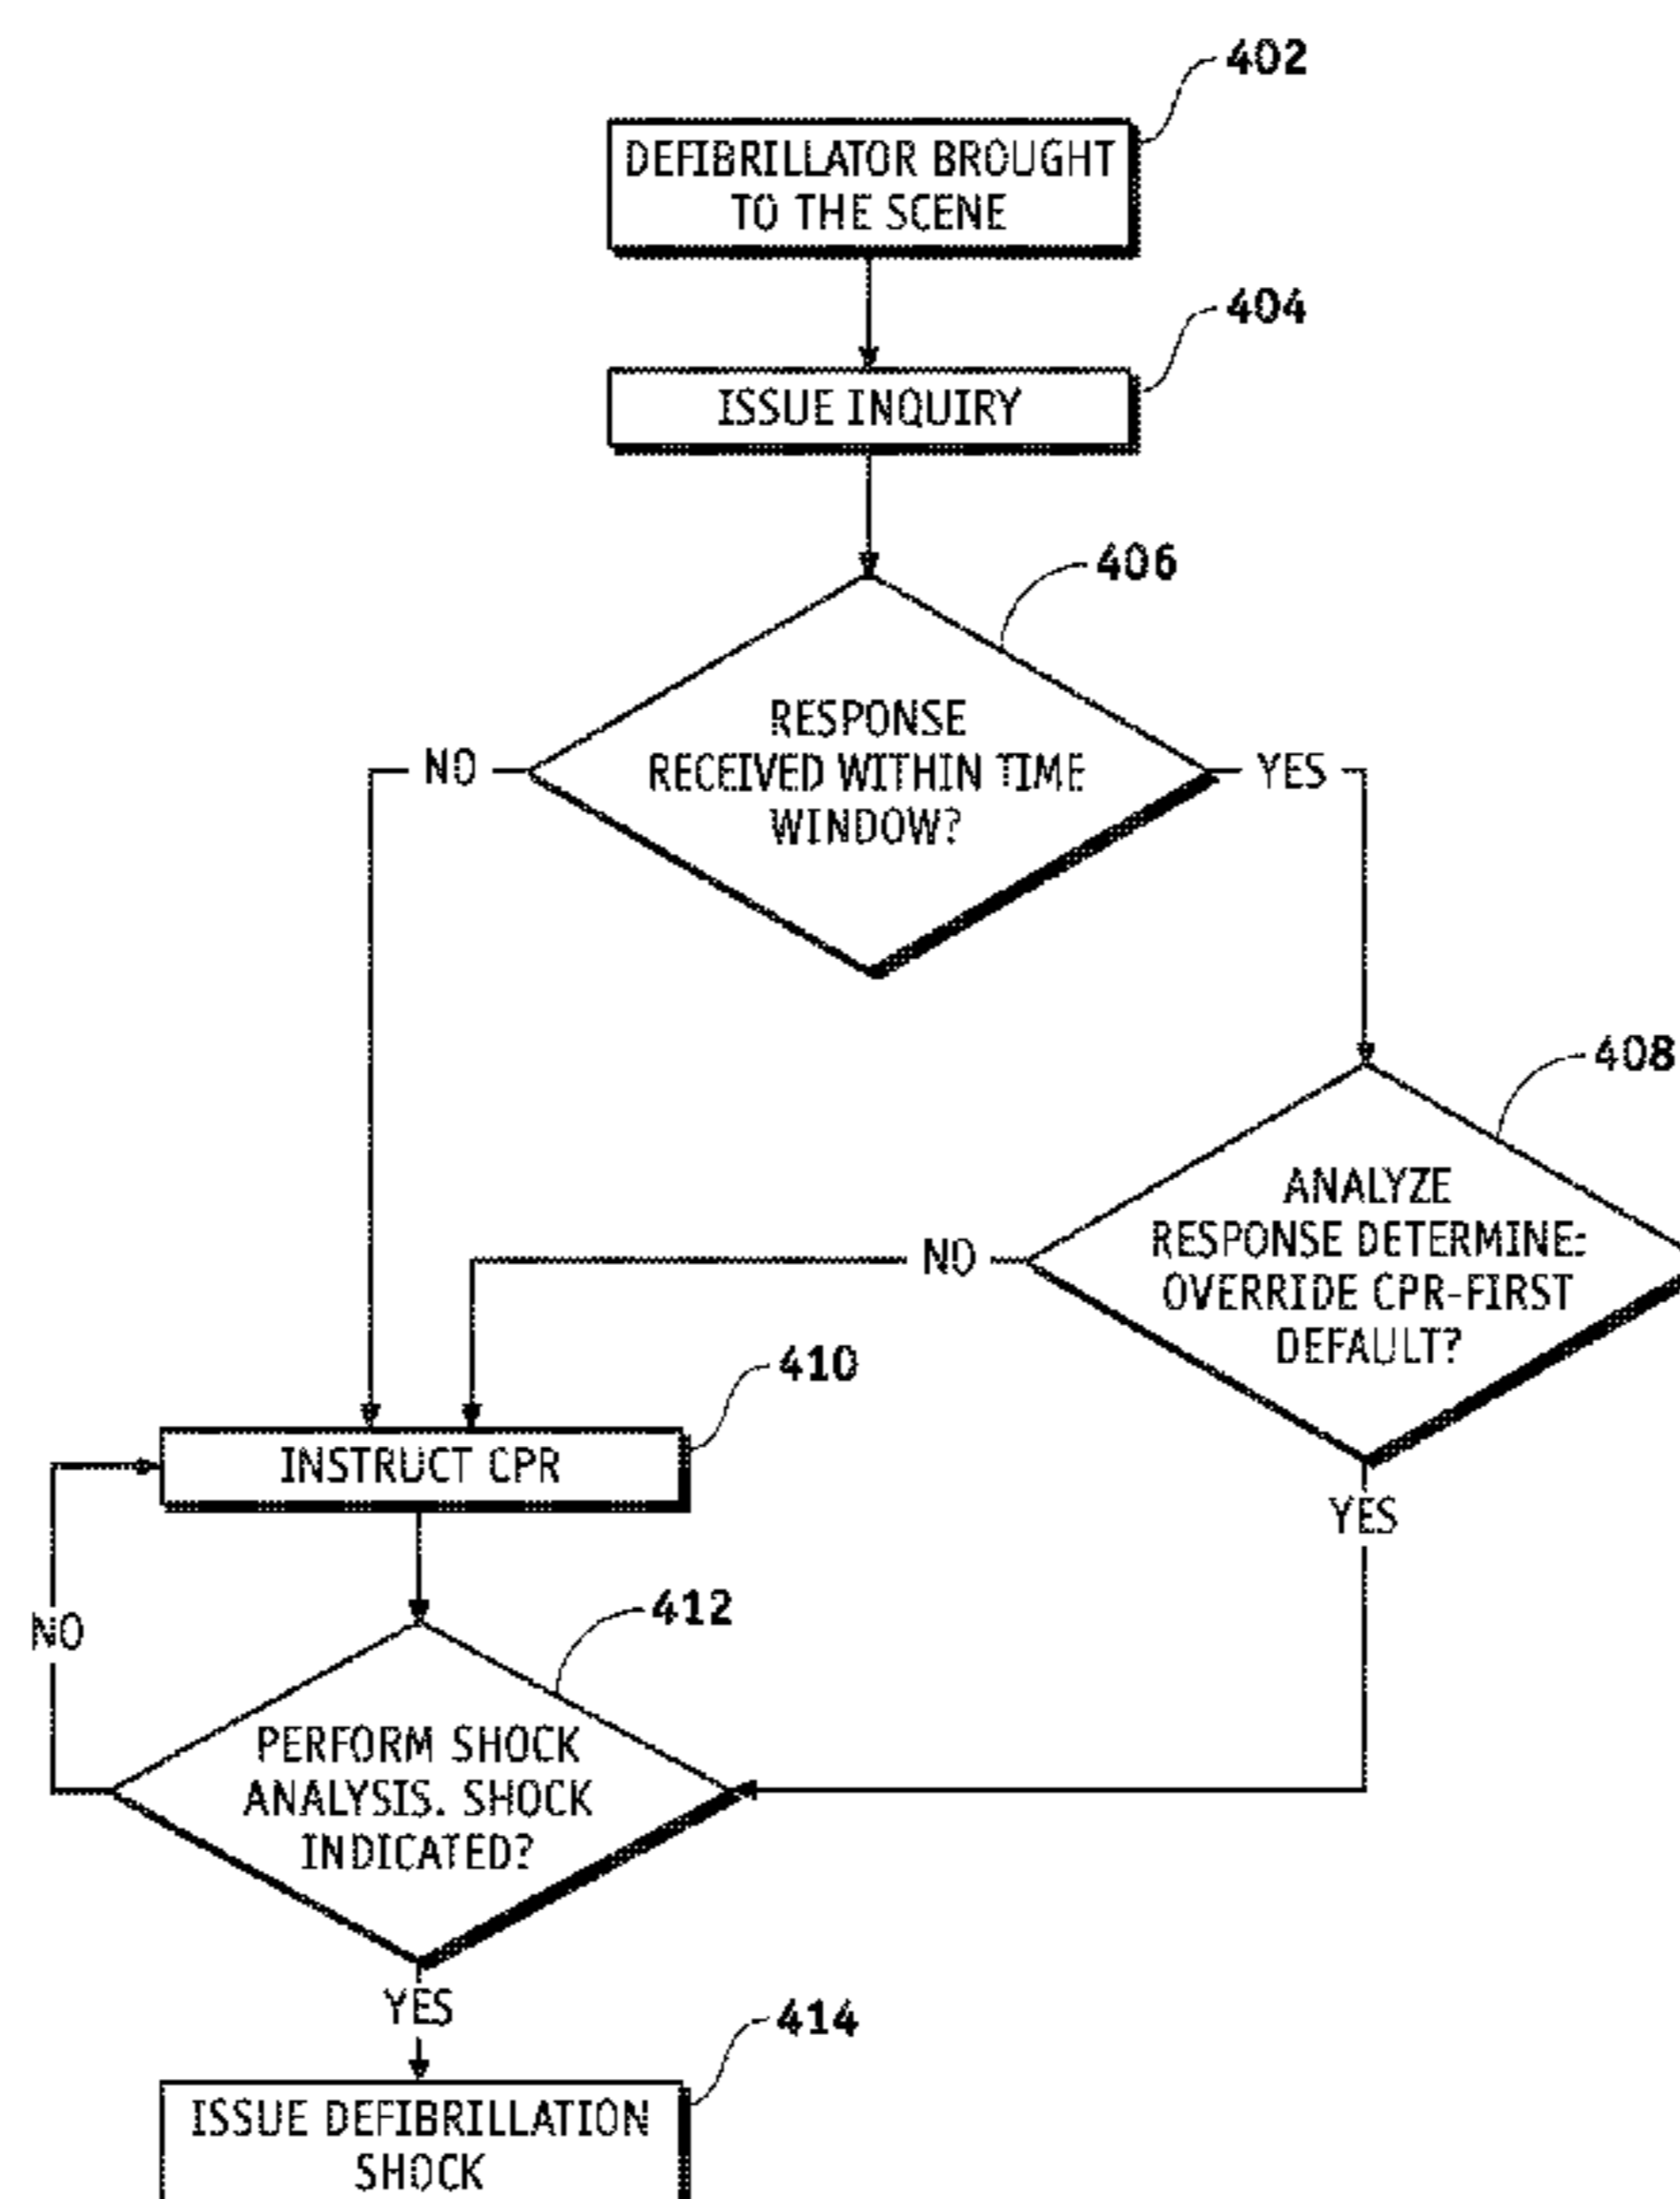 402
DEFIBRILLATOR BROUGHT
TO THE SCENE
404
ISSUE INQUIRY
406
RESPONSE
RECEIVED WITHIN TIME
WINDOW?
NO
YES
408
ANALYZE
RESPONSE DETERMINE:
OVERRIDE CPR-FIRST
DEFAULT?
NO
YES
410
INSTRUCT CPR
412
PERFORM SHOCK
ANALYSIS. SHOCK
INDICATED?
NO
YES
414
ISSUE DEFIBRILLATION
SHOCK